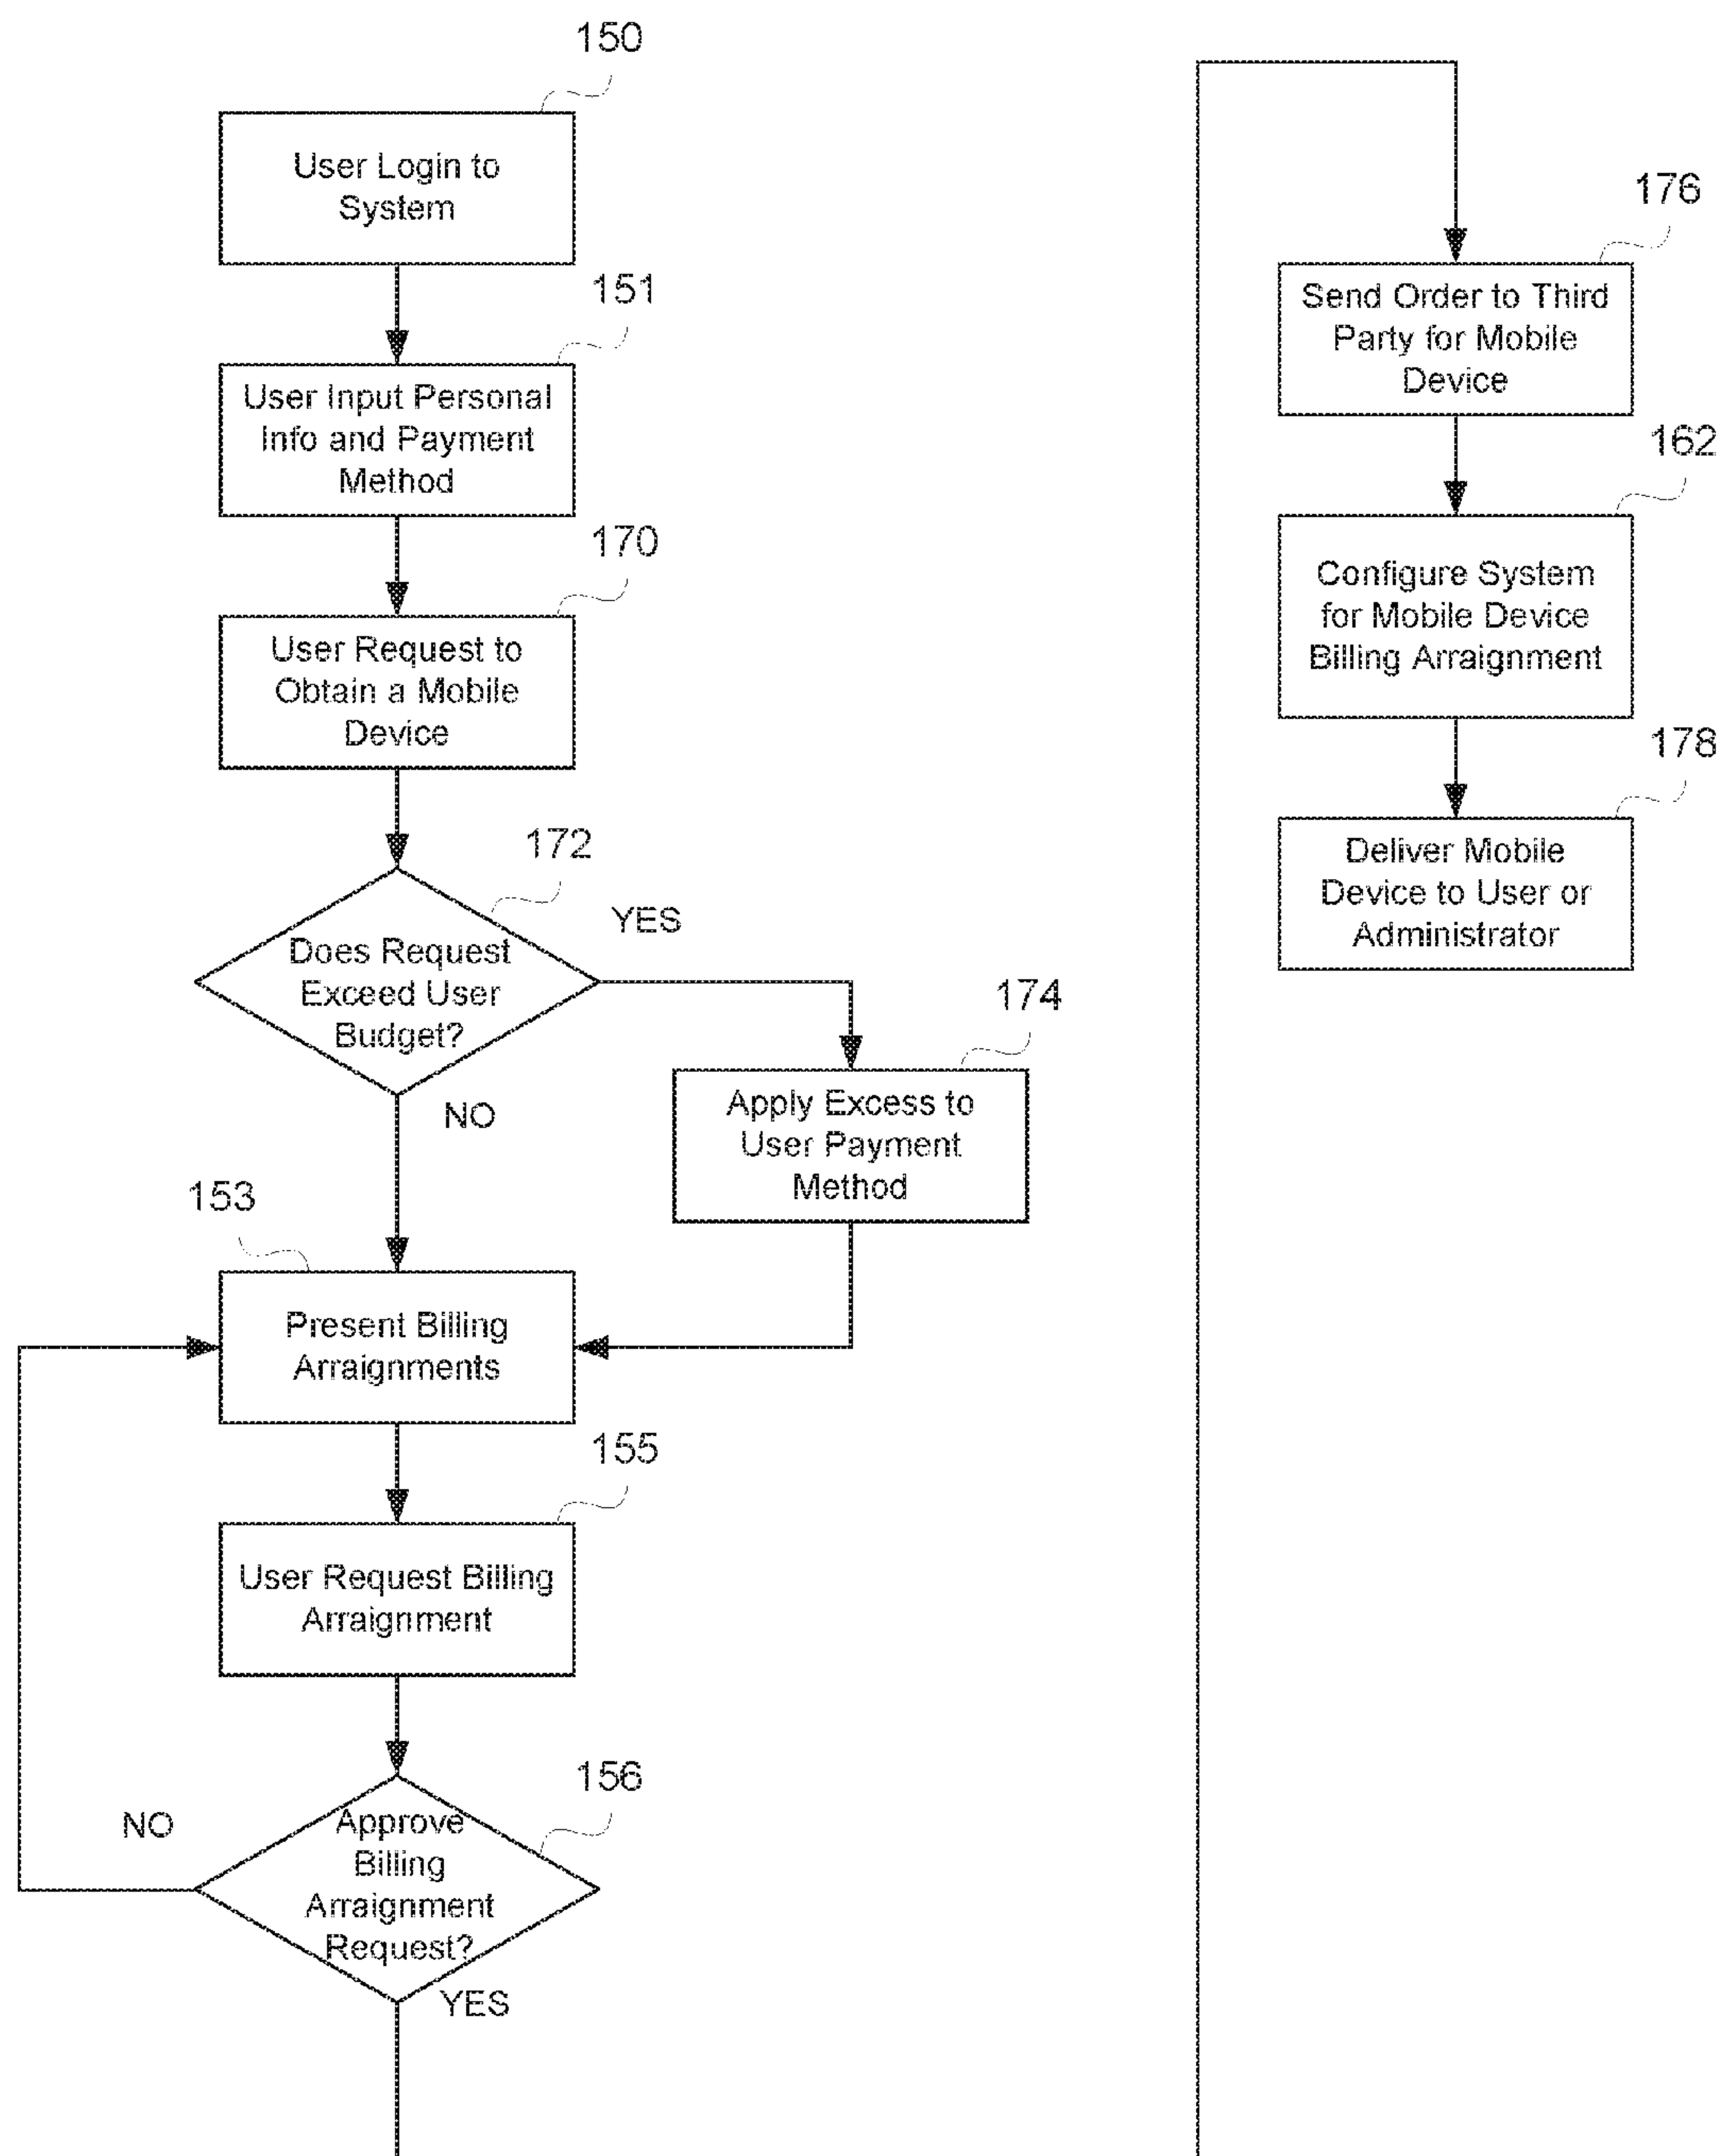 150
User Login to
System
151
User Input Personal
Info and Payment
Method
170
User Request to
Obtain a Mobile
Device
172
YES
Does Request
Exceed User
Budget?
NO
174
Apply Excess to
User Payment
Method
153
Present Billing
Arraignments
155
User Request Billing
Arraignment
156
NO
Approve
Billing
Arraignment
Request?
YES
176
Send Order to Third
Party for Mobile
Device
162
Configure System
for Mobile Device
Billing Arraignment
178
Deliver Mobile
Device to User or
Administrator